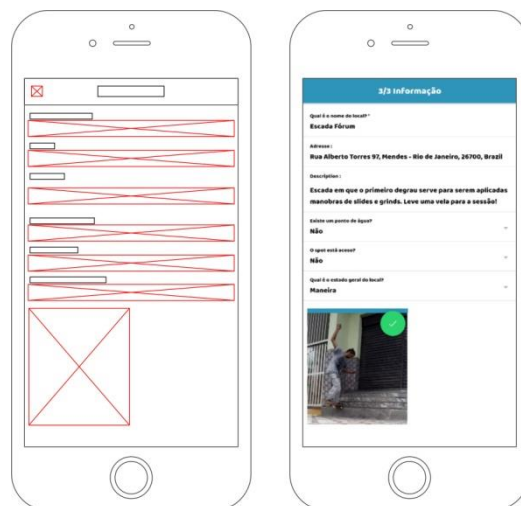 3/3 Informação
Qual é o nome do local? *
Escada Fórum
Adresse :
Rua Alberto Torres 97, Mendes - Rio de Janeiro, 26700, Brazil
Description :
Escada em que o primeiro degrau serve para serem aplicadas
manobras de slides e grinds. Leve uma vela para a sessão!
Existe um ponto de água?
Não
O spot está aceso?
Não
Qual é o estado geral do local?
Maneira